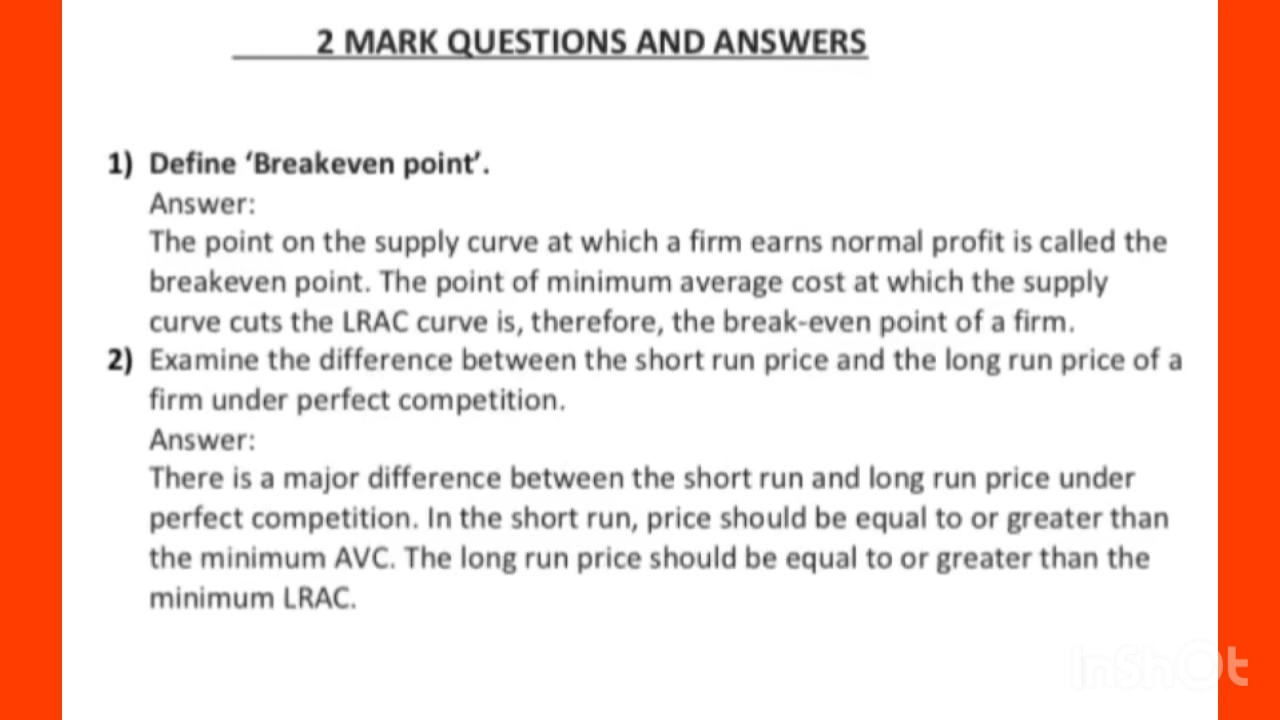 2 MARK QUESTIONS AND ANSWERS
1) Define ‘Breakeven point’.
Answer:
The point on the supply curve at which a firm earns normal profit is called the
breakeven point. The point of minimum average cost at which the supply
curve cuts the LRAC curve is, therefore, the break-even point of a firm.
2) Examine the difference between the short run price and the long run price of a
firm under perfect competition.
Answer:
There is a major difference between the short run and long run price under
perfect competition. In the short run, price should be equal to or greater than
the minimum AVC. The long run price should be equal to or greater than the
minimum LRAC.
InShOt